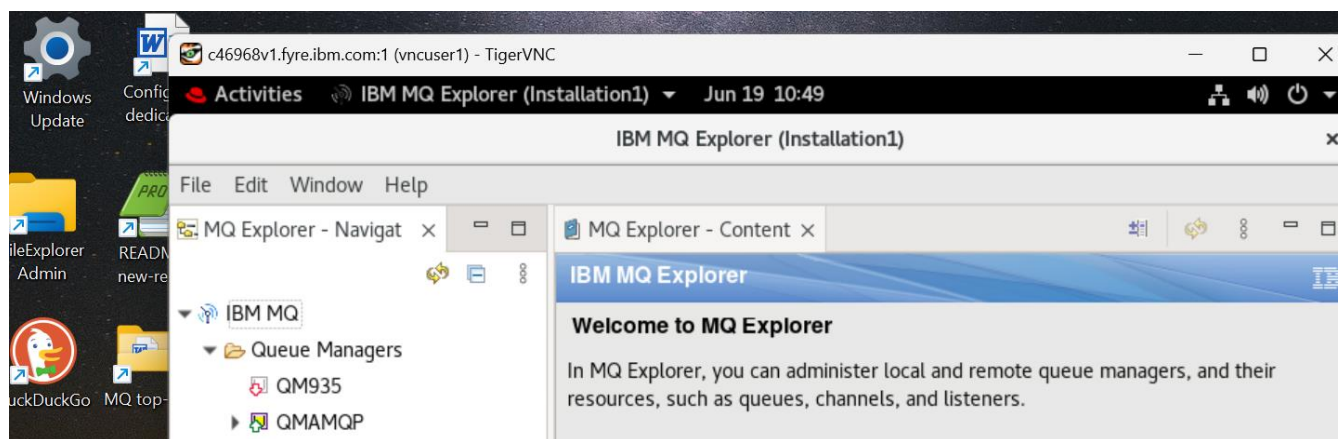 c46968v1.fyre.ibm.com:1 (vncuser1) - TigerVNC
Activities IBM MQ Explorer (Installation1) Jun 19 10:49
IBM MQ Explorer (Installation1)
File Edit Window Help
MQ Explorer - Navigat
MQ Explorer - Content
IBM MQ Explorer
IBM MQ
Queue Managers
QM935
QMAMQP
Welcome to MQ Explorer
In MQ Explorer, you can administer local and remote queue managers, and their
resources, such as queues, channels, and listeners.
Windows
Update
Config
dedica
PRO
ileExplorer
Admin
READM
new-re
uckDuckGo
MQ top-